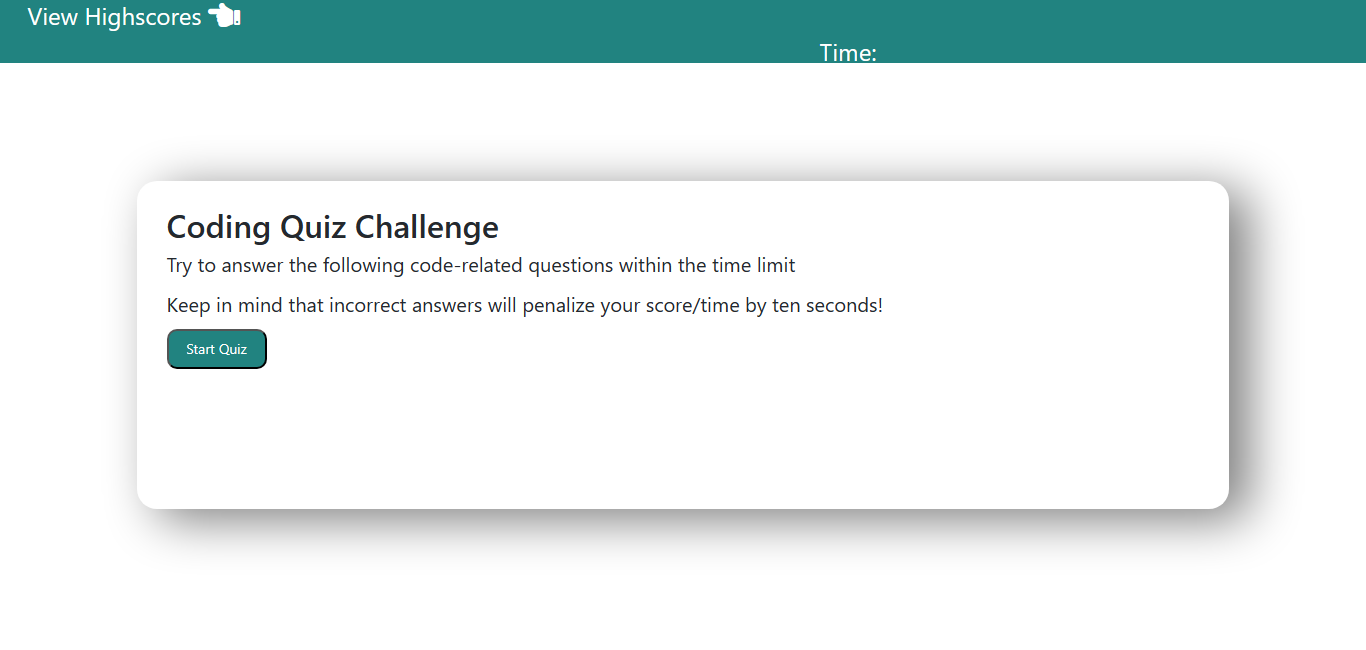 View Highscores
Time:
Coding Quiz Challenge
Try to answer the following code-related questions within the time limit
Keep in mind that incorrect answers will penalize your score/time by ten seconds!
Start Quiz